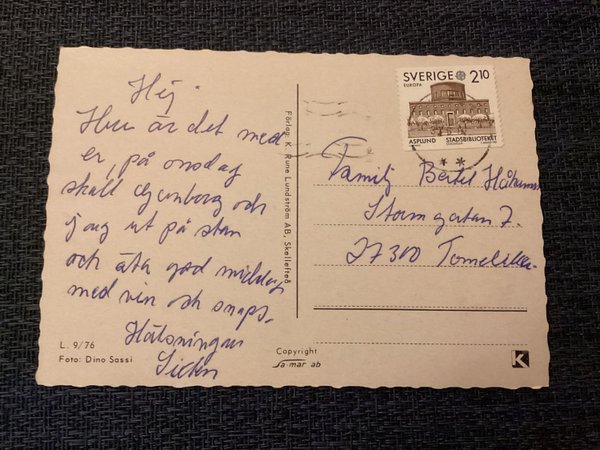 Hej.
Hur är det med
er, på onsdag
skall och
jag ut på stan
och äta god middag
med vin och snaps.
Hälsningar
L. 9/76
Foto: Dino Sassi
Förlag: K. Rune Lundström AB, Skellefteå
Copyright
Sa-mar ab
SVERIGE 2.10
EUROPA
ASPLUND STADSBIBLIOTEKET
Familj Bertil
Stormgatan 7.
27300 Tomelilla.
K